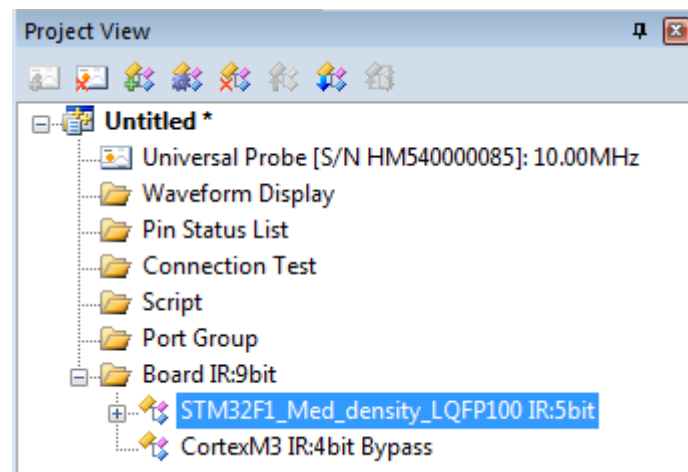 Project View
Untitled *
Universal Probe [S/N HM540000085]: 10.00MHz
Waveform Display
Pin Status List
Connection Test
Script
Port Group
Board IR:9bit
STM32F1_Med_density_LQFP100 IR:5bit
CortexM3 IR:4bit Bypass